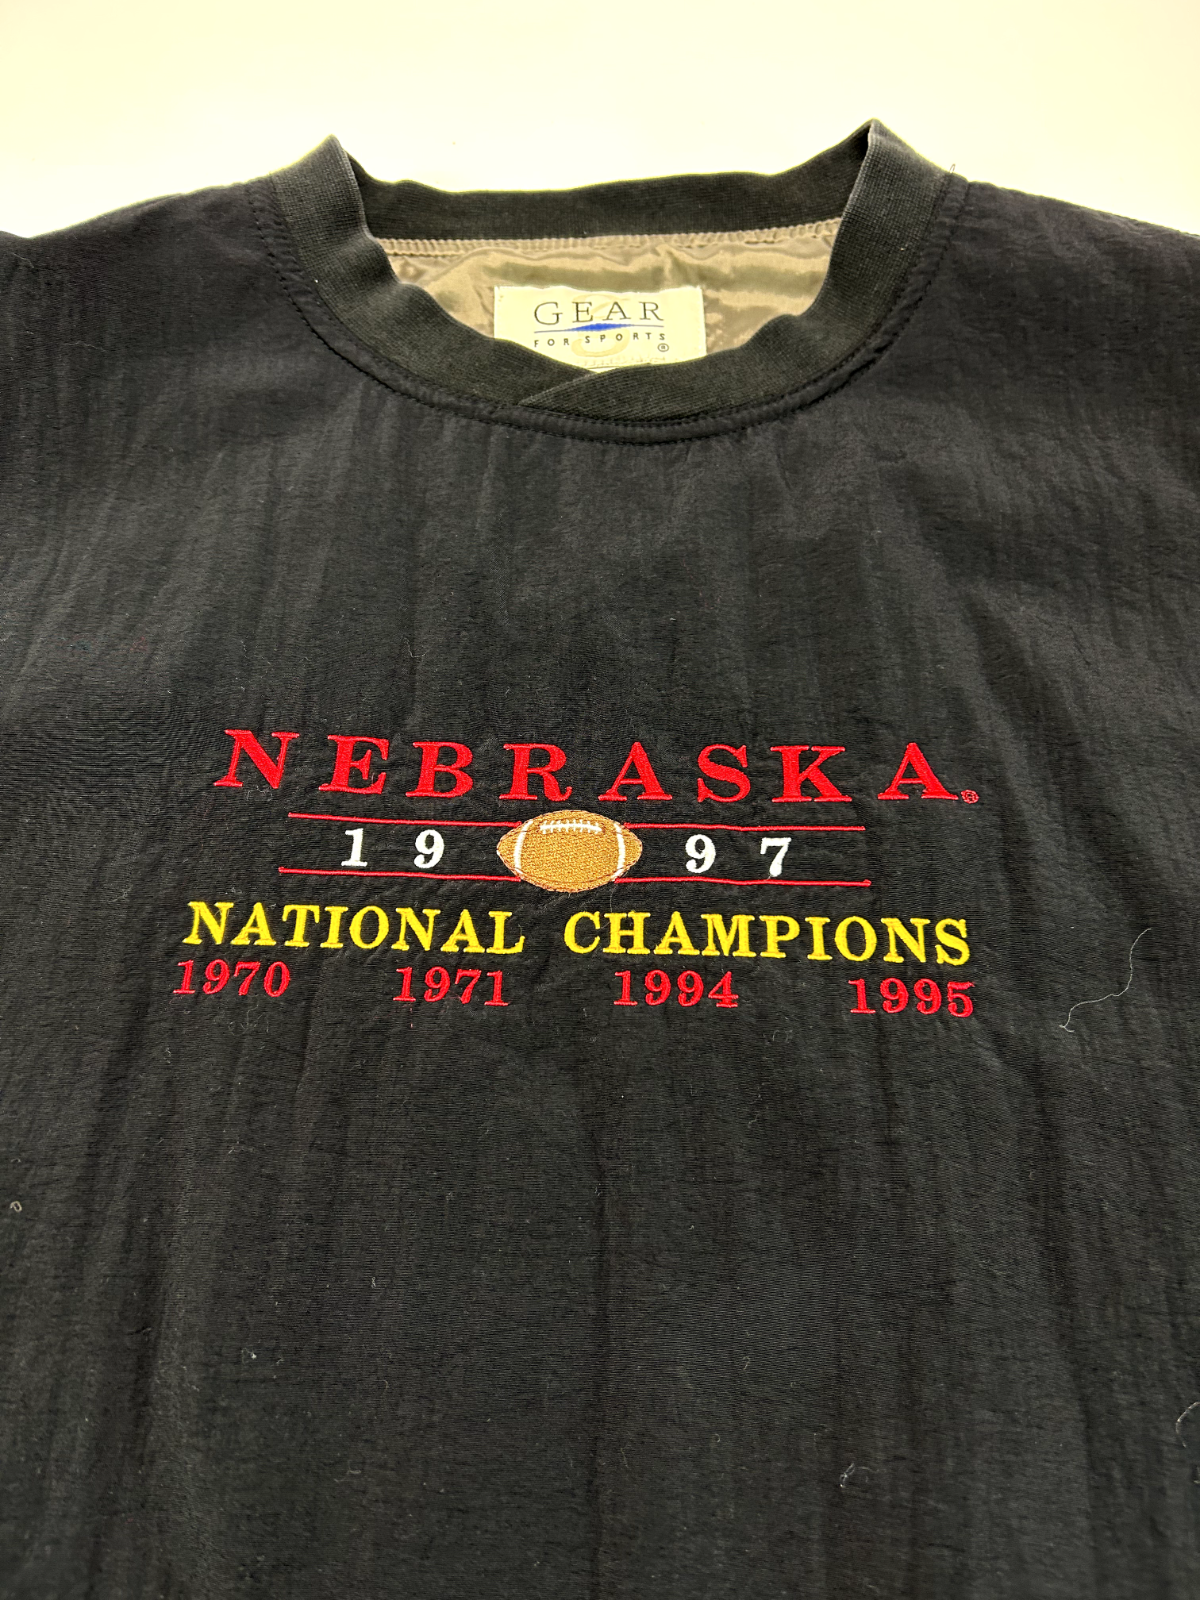 GEAR
FOR SPORTS
®
NEBRASKA®
19 97
NATIONAL CHAMPIONS
1970 1971 1994 1995